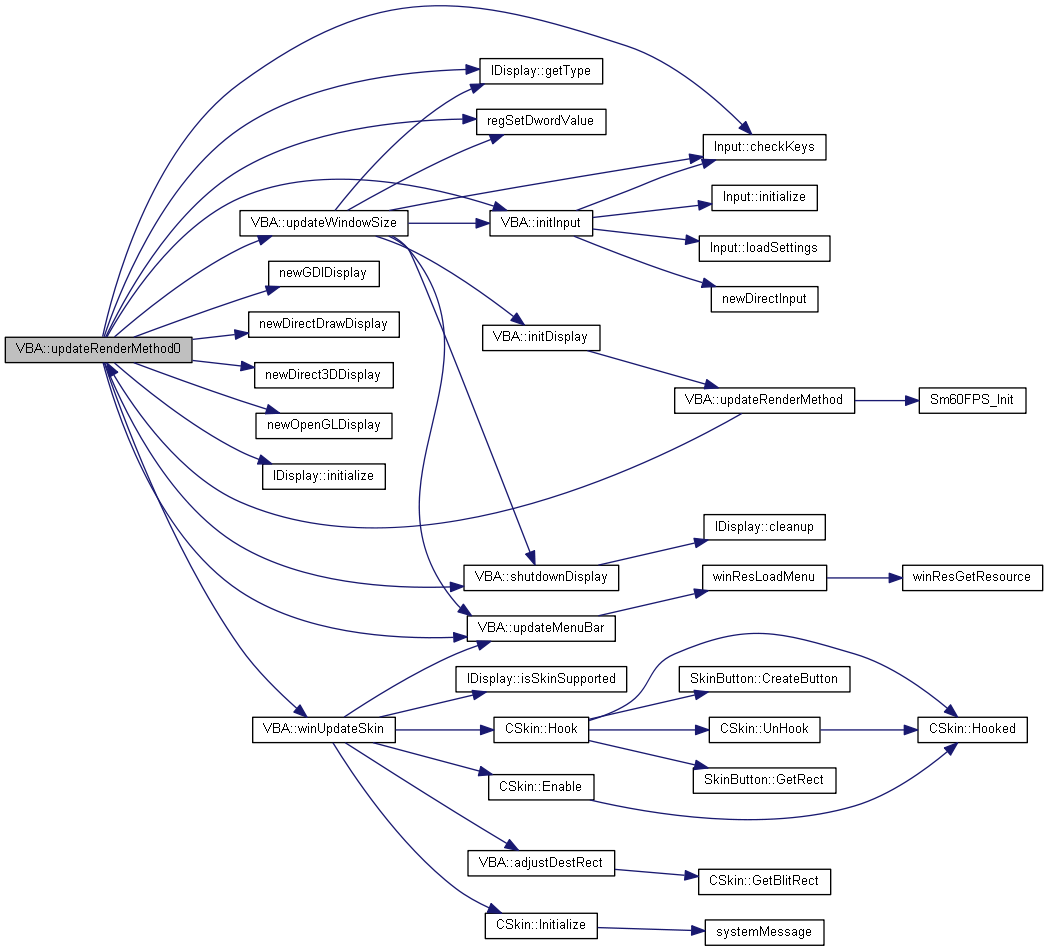 IDisplay::getType
regSetDwordValue
Input::checkKeys
Input::initialize
VBA::updateWindowSize
VBA::initInput
Input::loadSettings
newGDIDisplay
newDirectInput
newDirectDrawDisplay
VBA::initDisplay
VBA::updateRenderMethod0
newDirect3DDisplay
VBA::updateRenderMethod
Sm60FPS_Init
newOpenGLDisplay
IDisplay::initialize
IDisplay::cleanup
VBA::shutdownDisplay
winResLoadMenu
winResGetResource
VBA::updateMenuBar
IDisplay::isSkinSupported
SkinButton::CreateButton
VBA::winUpdateSkin
CSkin::Hook
CSkin::UnHook
CSkin::Hooked
CSkin::Enable
SkinButton::GetRect
VBA::adjustDestRect
CSkin::GetBlitRect
CSkin::Initialize
systemMessage